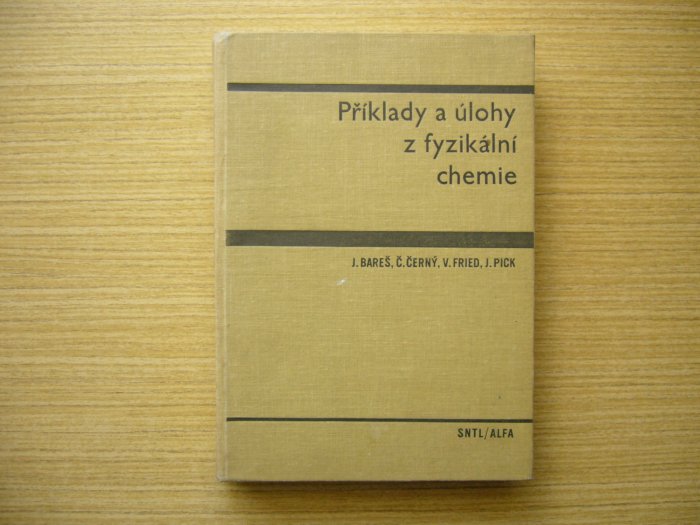 Příklady a úlohy
z fyzikální
chemie
J. BAREŠ, Č. ČERNÝ, V. FRIED, J. PICK
SNTL/ALFA